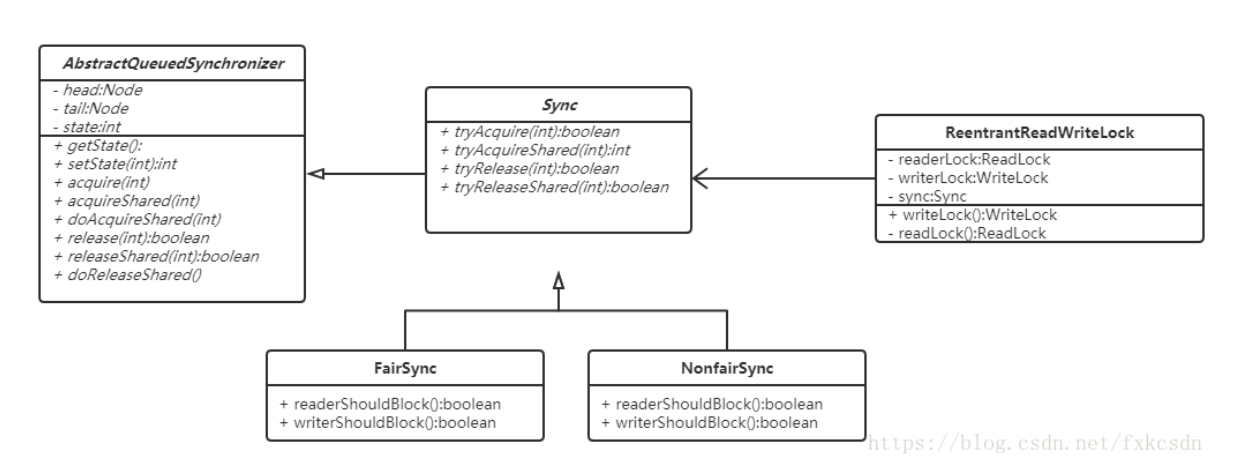 AbstractQueuedSynchronizer
- head:Node
- tail:Node
- state:int
+ getState():
+ setState(int):int
+ acquire(int)
+ acquireShared(int)
+ doAcquireShared(int)
+ release(int):boolean
+ releaseShared(int):boolean
+ doReleaseShared()
Sync
+ tryAcquire(int):boolean
+ tryAcquireShared(int):int
+ tryRelease(int):boolean
+ tryReleaseShared(int):boolean
ReentrantReadWriteLock
- readerLock:ReadLock
- writerLock:WriteLock
- sync:Sync
+ writeLock():WriteLock
- readLock():ReadLock
FairSync
+ readerShouldBlock():boolean
+ writerShouldBlock():boolean
NonfairSync
+ readerShouldBlock():boolean
+ writerShouldBlock():boolean
https://blog.csdn.net/fxkcsdn